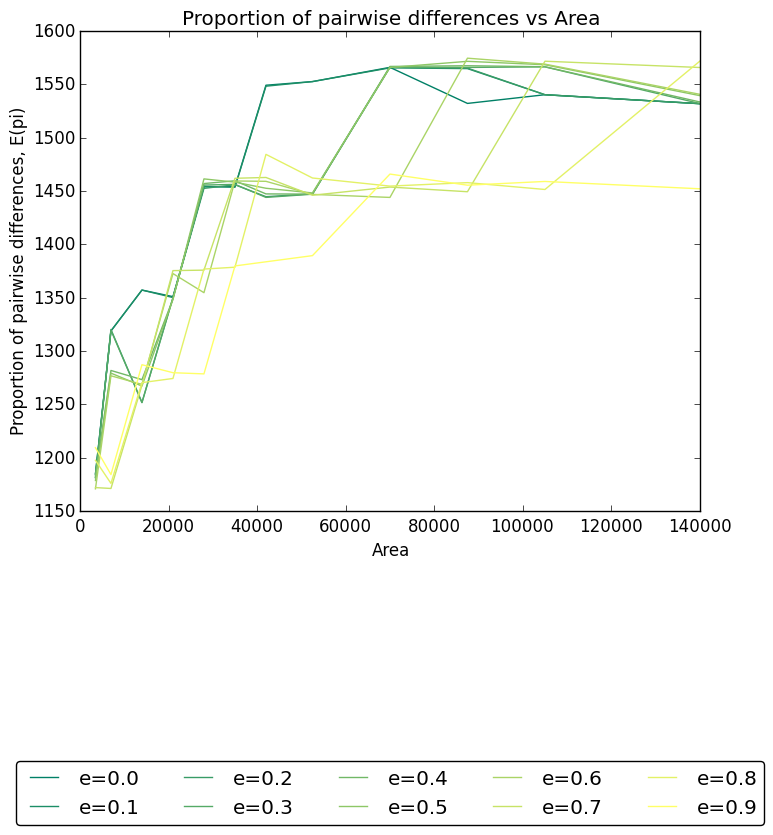 Proportion of pairwise differences vs Area
1600
1550
1500
1450
1400
1350
1300
1250
1200
1150
Proportion of pairwise differences, E(pi)
0 20000 40000 60000 80000 100000 120000 140000
Area
e=0.0 e=0.2 e=0.4 e=0.6 e=0.8
e=0.1 e=0.3 e=0.5 e=0.7 e=0.9